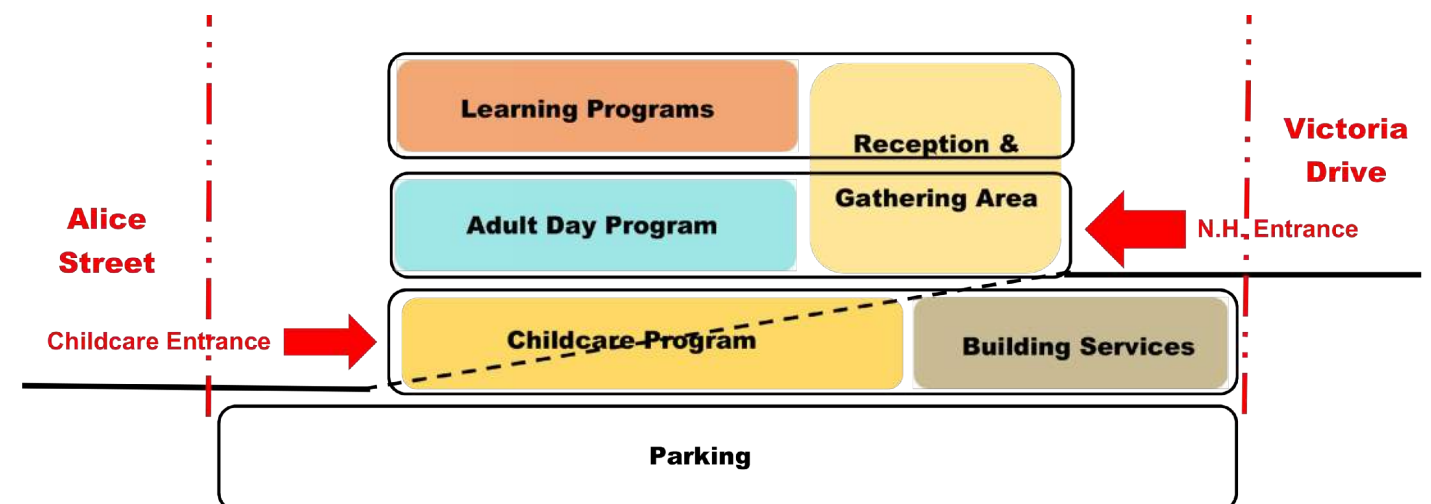 Learning Programs
Reception &
Gathering Area
Victoria
Drive
Alice
Street
Adult Day Program
N.H. Entrance
Childcare Entrance
Childcare Program
Building Services
Parking